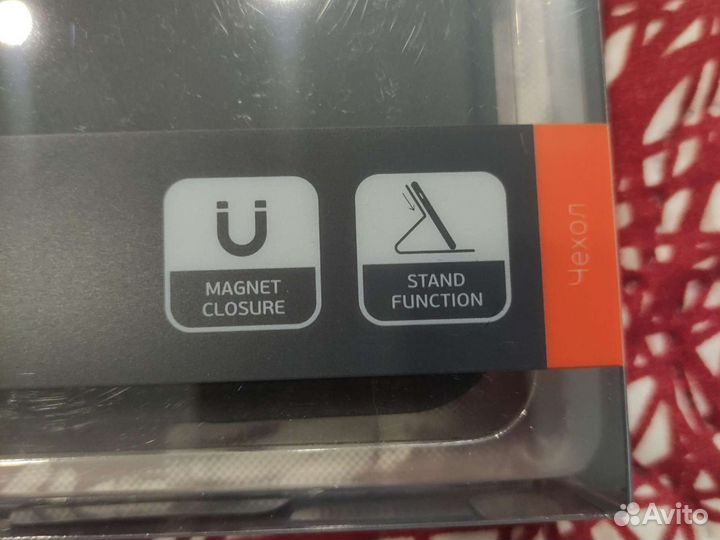 MAGNET
CLOSURE
STAND
FUNCTION
Чехол
Avito